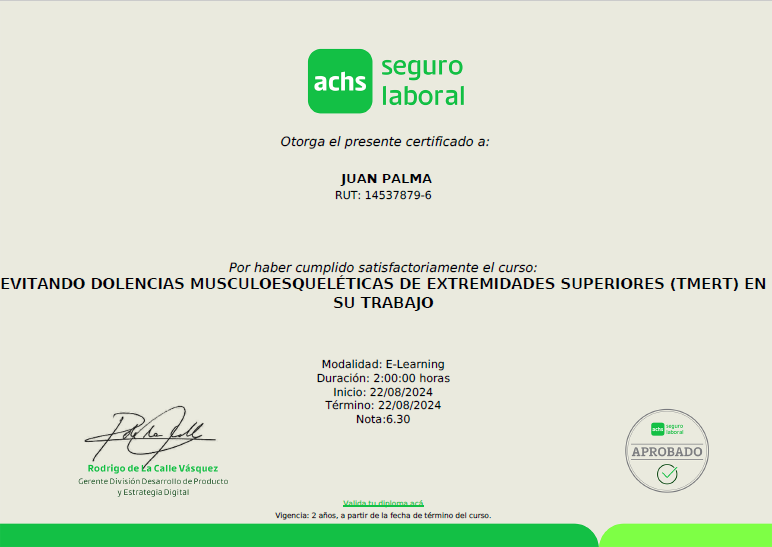 achs
seguro
laboral
Otorga el presente certificado a:
JUAN PALMA
RUT: 14537879-6
Por haber cumplido satisfactoriamente el curso:
EVITANDO DOLENCIAS MUSCULOESQUELÉTICAS DE EXTREMIDADES SUPERIORES (TMERT) EN
SU TRABAJO
Modalidad: E-Learning
Duración: 2:00:00 horas
Inicio: 22/08/2024
Término: 22/08/2024
Nota:6.30
Rodrigo de La Calle Vásquez
Gerente División Desarrollo de Producto
y Estrategia Digital
achs
seguro
laboral
APROBADO
Valida tu diploma acá
Vigencia: 2 años, a partir de la fecha de término del curso.